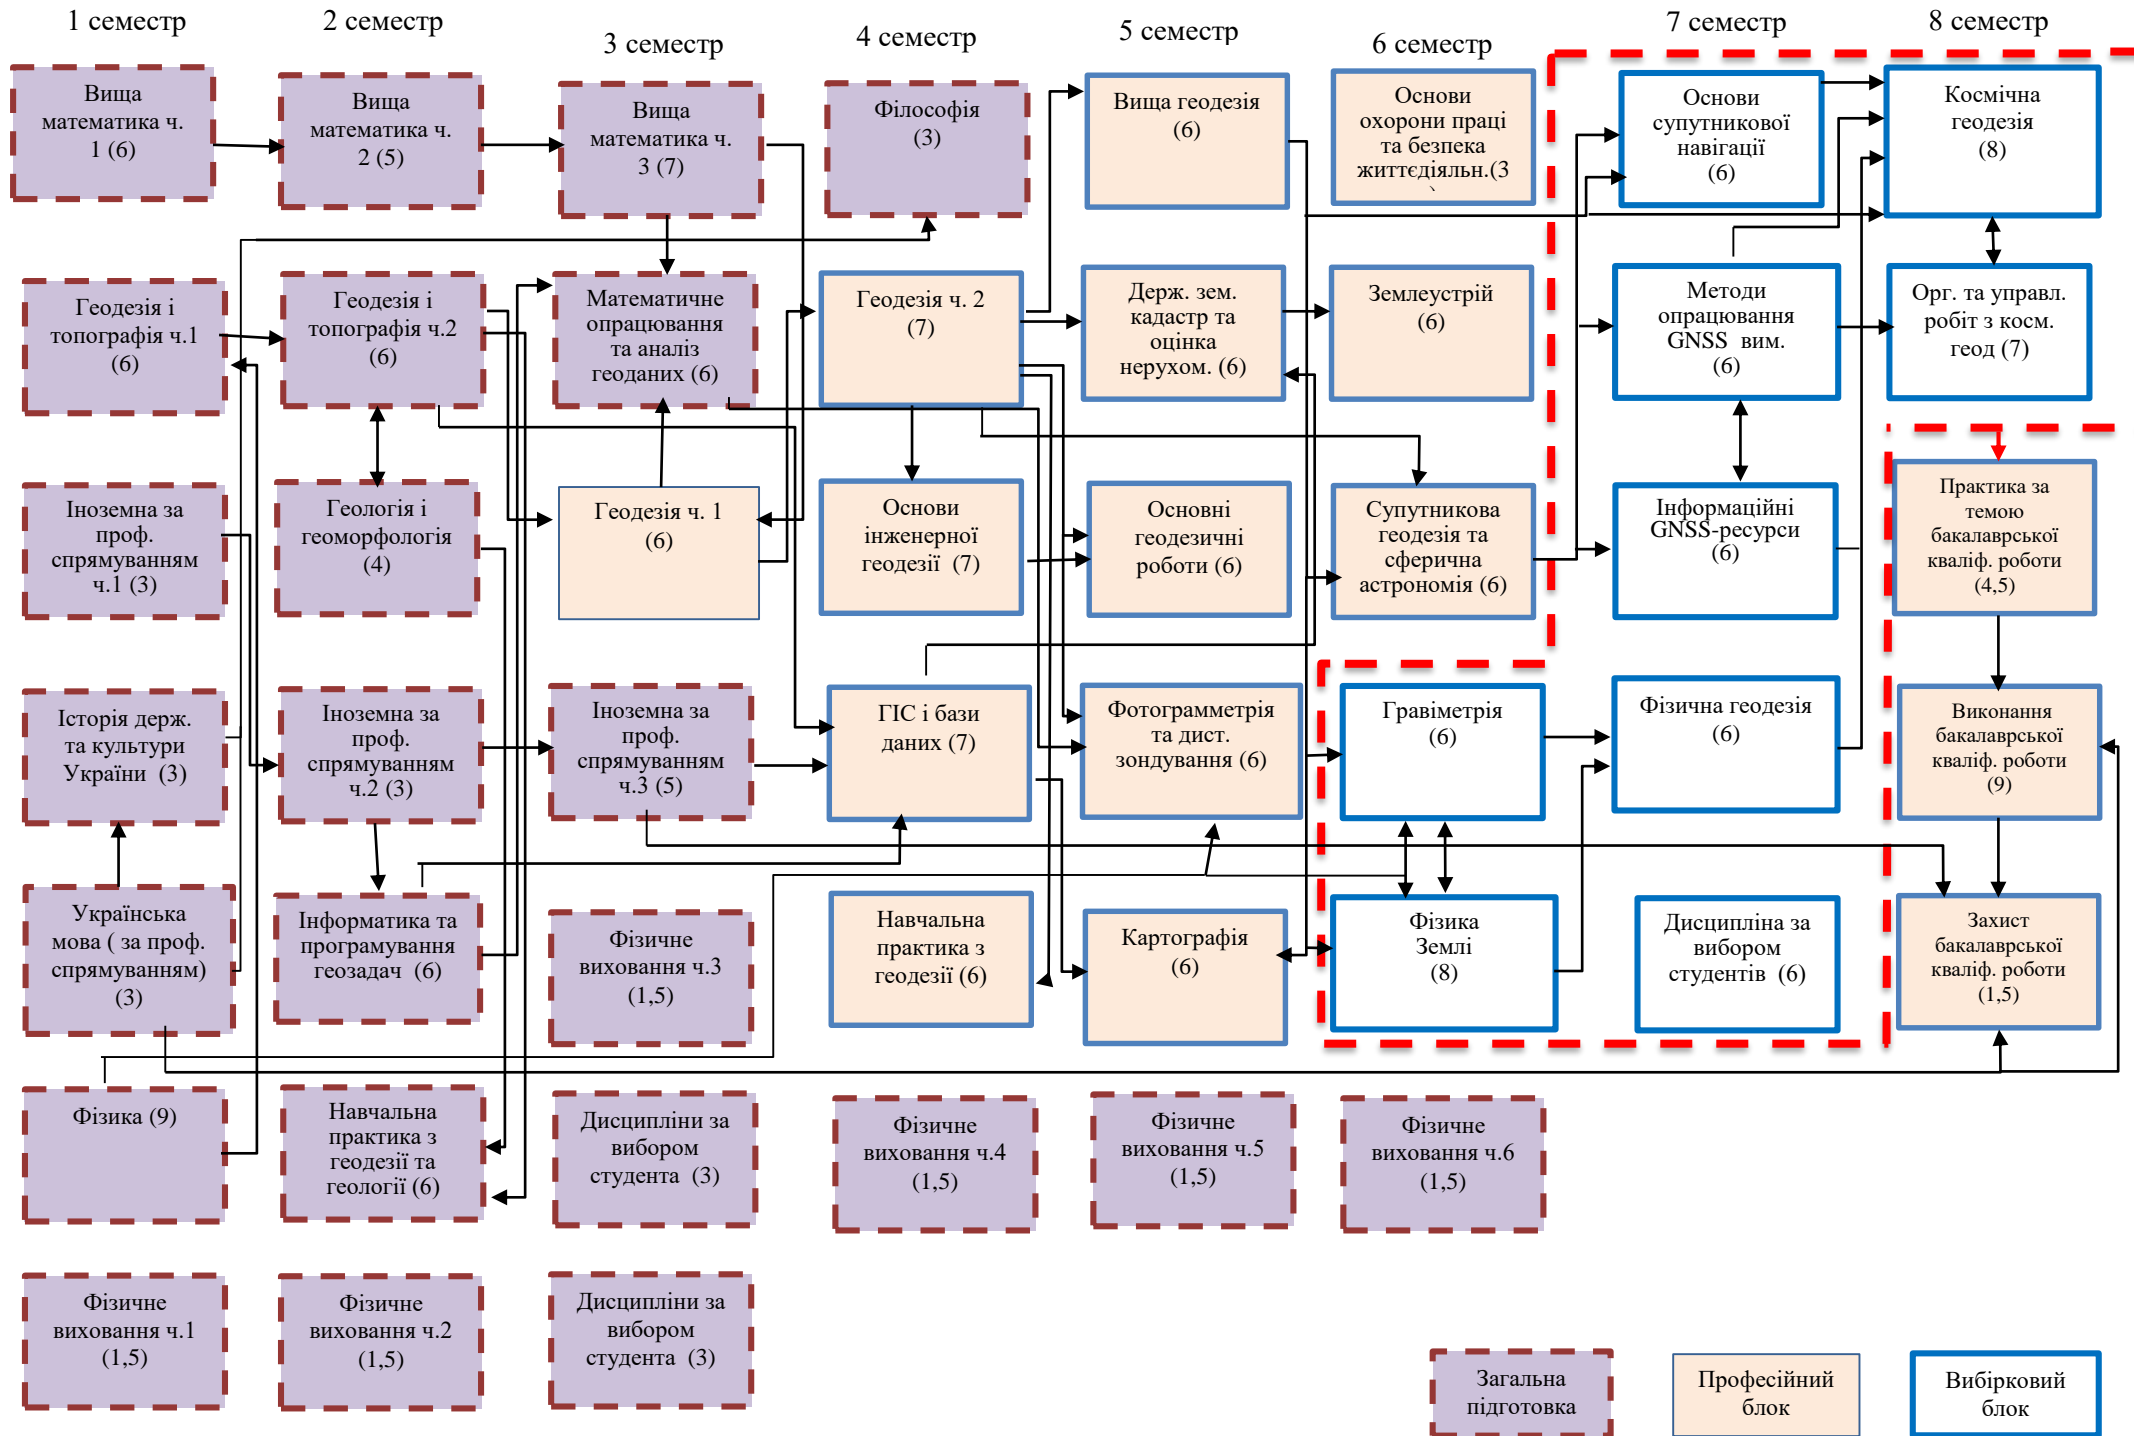 1 семестр
2 семестр
3 семестр
4 семестр
5 семестр
6 семестр
7 семестр
8 семестр
Вища
математика ч.
1 (6)
Вища
математика ч.
2 (5)
Вища
математика ч.
3 (7)
Філософія
(3)
Вища геодезія
(6)
Основи
охорони праці
та безпека
життєдіяльн.(3
Основи
супутникової
навігації
(6)
Космічна
геодезія
(8)
Геодезія і
топографія ч.1
(6)
Геодезія і
топографія ч.2
(6)
Математичне
опрацювання
та аналіз
геоданих (6)
Геодезія ч. 2
(7)
Держ. зем.
кадастр та
оцінка
нерухом. (6)
Землеустрій
(6)
Методи
опрацювання
GNSS вим.
(6)
Орг. та управл.
робіт з косм.
геод (7)
Іноземна за
проф.
спрямуванням
ч.1 (3)
Геологія і
геоморфологія
(4)
Геодезія ч. 1
(6)
Основи
інженерної
геодезії (7)
Основні
геодезичні
роботи (6)
Супутникова
геодезія та
сферична
астрономія (6)
Інформаційні
GNSS-ресурси
(6)
Практика за
темою
бакалаврської
кваліф. роботи
(4,5)
Історія держ.
та культури
України (3)
Іноземна за
проф.
спрямуванням
ч.2 (3)
Іноземна за
проф.
спрямуванням
ч.3 (5)
ГІС і бази
даних (7)
Фотограмметрія
та дист.
зондування (6)
Гравіметрія
(6)
Фізична геодезія
(6)
Виконання
бакалаврської
кваліф. роботи
(9)
Українська
мова ( за проф.
спрямуванням)
(3)
Інформатика та
програмування
геозадач (6)
Фізичне
виховання ч.3
(1,5)
Навчальна
практика з
геодезії (6)
Картографія
(6)
Фізика
Землі
(8)
Дисципліна за
вибором
студентів (6)
Захист
бакалаврської
кваліф. роботи
(1,5)
Фізика (9)
Навчальна
практика з
геодезії та
геології (6)
Дисципліни за
вибором
студента (3)
Фізичне
виховання ч.4
(1,5)
Фізичне
виховання ч.5
(1,5)
Фізичне
виховання ч.6
(1,5)
Фізичне
виховання ч.1
(1,5)
Фізичне
виховання ч.2
(1,5)
Дисципліни за
вибором
студента (3)
Загальна
підготовка
Професійний
блок
Вибірковий
блок